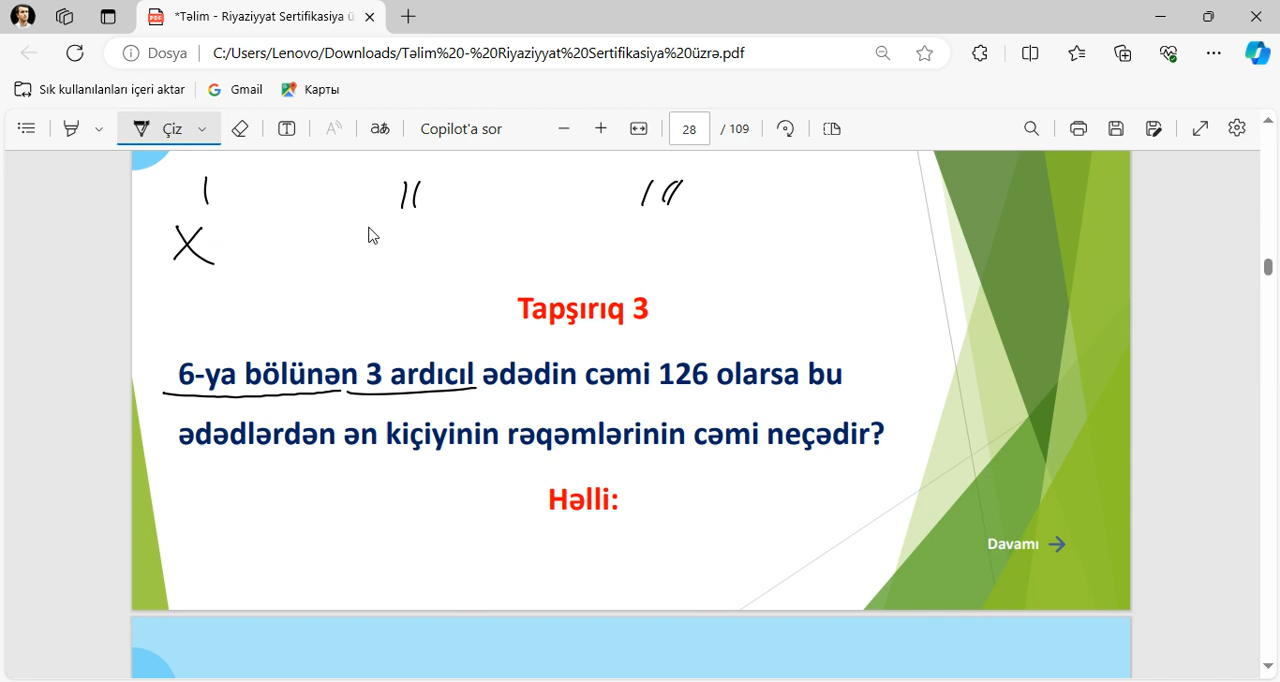 *Təlim - Riyaziyyat Sertifikasiya ü
Dosya
C:/Users/Lenovo/Downloads/Təlim%20-%20Riyaziyyat%20Sertifikasiya%20üzrə.pdf
Sık kullanılanları içeri aktar
Gmail
Карты
Çiz
Copilot'a sor
28 / 109
I II III
X
Tapşırıq 3
6-ya bölünən 3 ardıcıl ədədin cəmi 126 olarsa bu
ədədlərdən ən kiçiyinin rəqəmlərinin cəmi neçədir?
Həlli:
Davamı